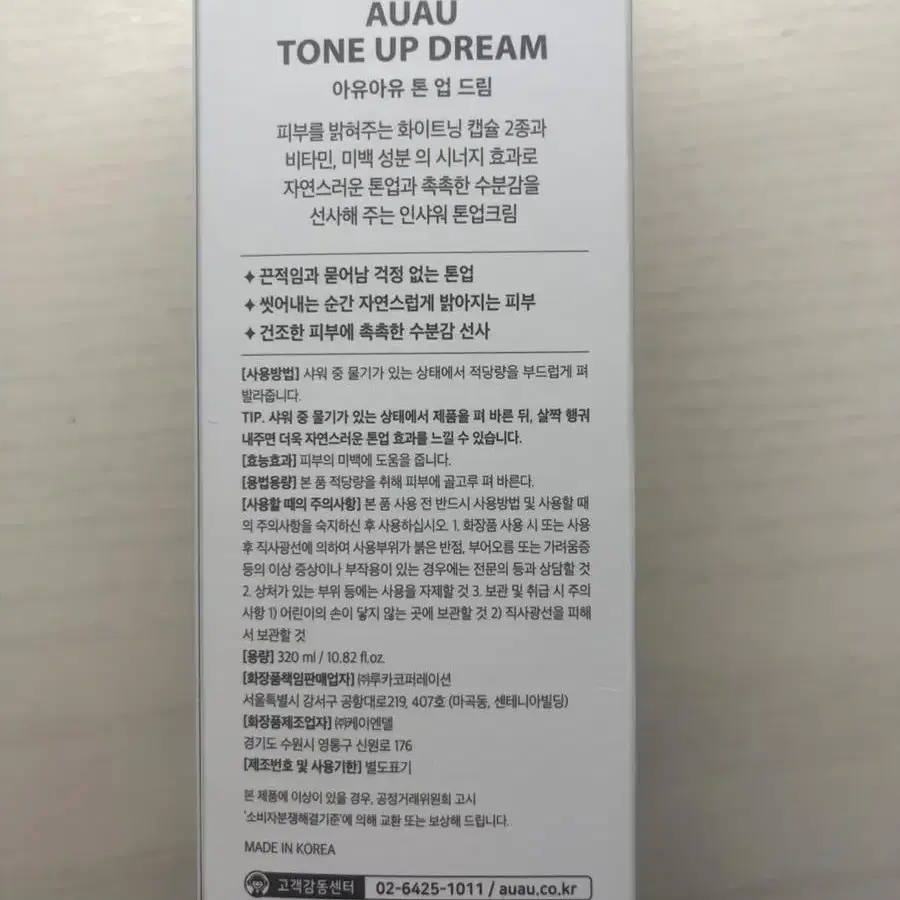 AUAU
TONE UP DREAM
아유아유 톤 업 드림
피부를 밝혀주는 화이트닝 캡슐 2종과
비타민, 미백 성분 의 시너지 효과로
자연스러운 톤업과 촉촉한 수분감을
선사해 주는 인샤워 톤업크림
✦ 끈적임과 묻어남 걱정 없는 톤업
✦ 씻어내는 순간 자연스럽게 밝아지는 피부
✦ 건조한 피부에 촉촉한 수분감 선사
[사용방법] 샤워 중 물기가 있는 상태에서 적당량을 부드럽게 펴
발라줍니다.
TIP. 샤워 중 물기가 있는 상태에서 제품을 펴 바른 뒤, 살짝 헹궈
내주면 더욱 자연스러운 톤업 효과를 느낄 수 있습니다.
[효능효과] 피부의 미백에 도움을 줍니다.
[용법용량] 본 품 적당량을 취해 피부에 골고루 펴 바른다.
[사용할 때의 주의사항] 본 품 사용 전 반드시 사용방법 및 사용할 때
의 주의사항을 숙지하신 후 사용하십시오. 1. 화장품 사용 시 또는 사용
후 직사광선에 의하여 사용부위가 붉은 반점, 부어오름 또는 가려움증
등의 이상 증상이나 부작용이 있는 경우에는 전문의 등과 상담할 것
2. 상처가 있는 부위 등에는 사용을 자제할 것 3. 보관 및 취급 시 주의
사항 1) 어린이의 손이 닿지 않는 곳에 보관할 것 2) 직사광선을 피해
서 보관할 것
[용량] 320 ml / 10.82 fl.oz.
[화장품책임판매업자] ㈜루카코퍼레이션
서울특별시 강서구 공항대로219, 407호 (마곡동, 센테니아빌딩)
[화장품제조업자] ㈜케이엔델
경기도 수원시 영통구 신원로 176
[제조번호 및 사용기한] 별도표기
본 제품에 이상이 있을 경우, 공정거래위원회 고시
'소비자분쟁해결기준'에 의해 교환 또는 보상해 드립니다.
MADE IN KOREA
고객감동센터 02-6425-1011 / auau.co.kr